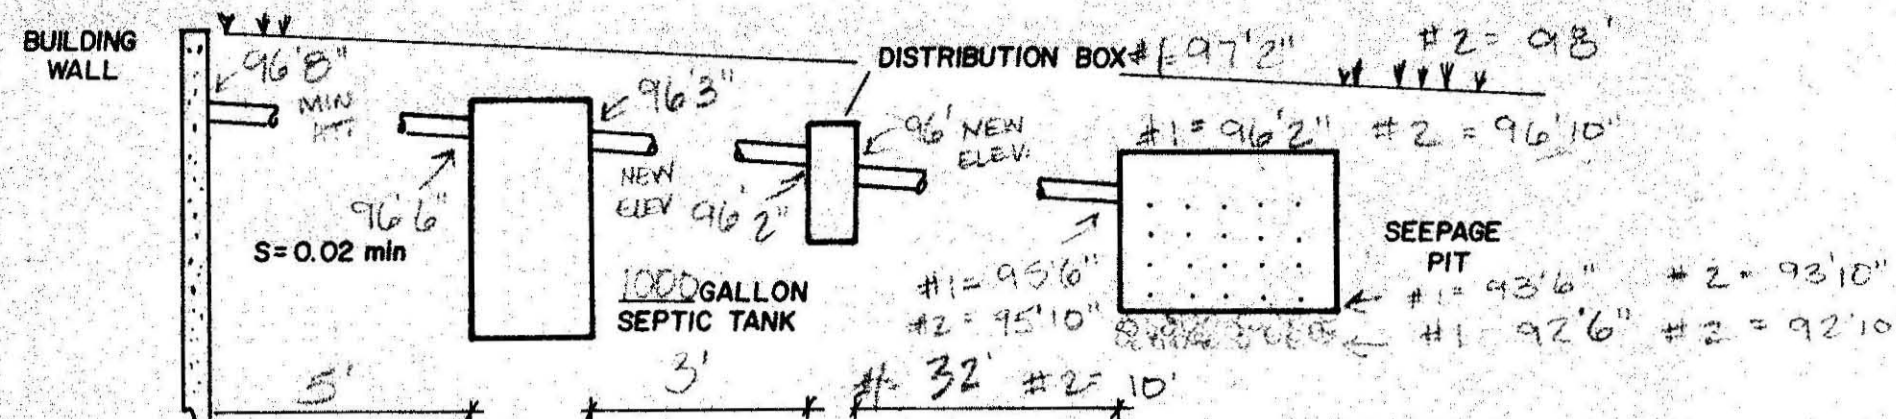 BUILDING
WALL
96'8"
MIN
DISTRIBUTION BOX
#1= 97'2" #2= 98'
96'3"
96' NEW
ELEV.
#1 = 96'2" #2 = 96'10"
NEW
ELEV
96'6"
96'2"
S= 0.02 min
SEEPAGE
PIT
1000 GALLON
SEPTIC TANK
#1= 95'6"
#2 = 95'10"
#1= 93'6" #2= 93'10"
#1= 92'6" #2 = 92'10
5'
3'
#1- 32' #2= 10'